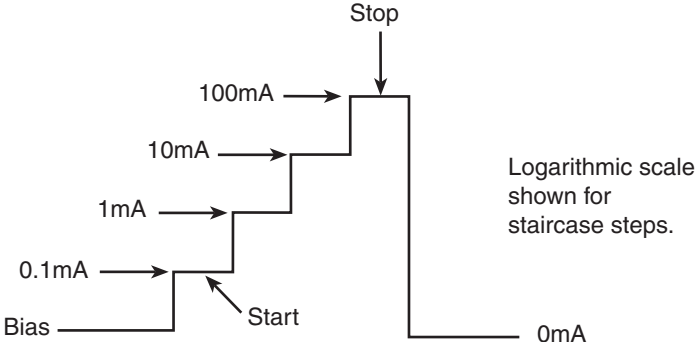 Stop
100mA
10mA
Logarithmic scale
shown for
staircase steps.
1mA
0.1mA
Start
Bias
0mA